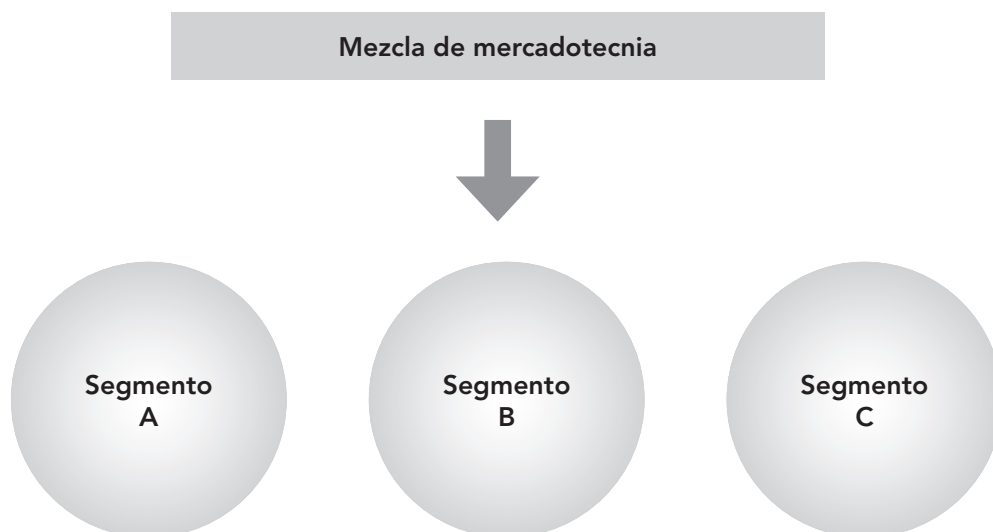 Mezcla de mercadotecnia
Segmento
A
Segmento
B
Segmento
C